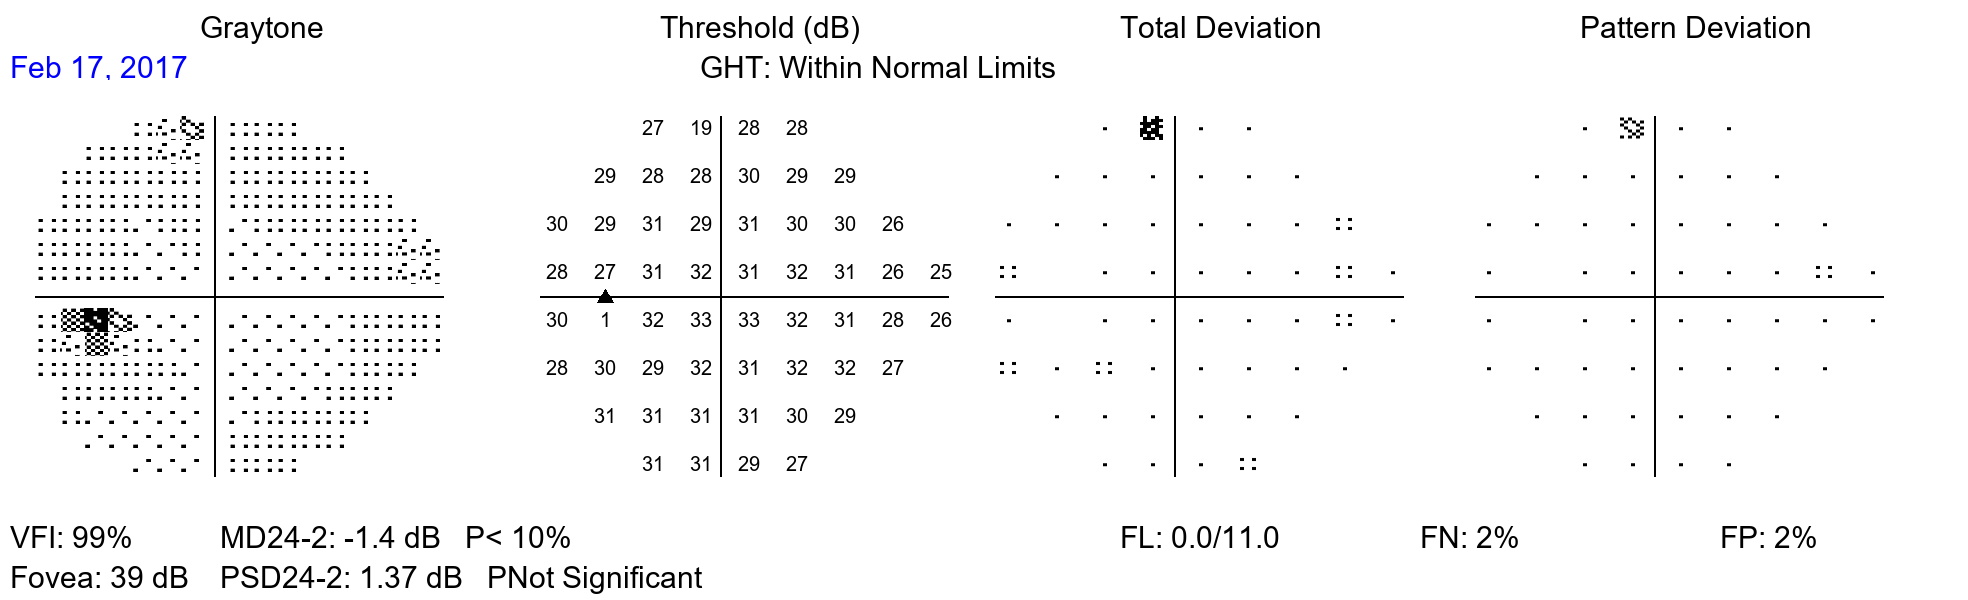 Graytone Threshold (dB) Total Deviation Pattern Deviation
Feb 17, 2017 GHT: Within Normal Limits
27 19 28 28
29 28 28 30 29 29
30 29 31 29 31 30 30 26
28 27 31 32 31 32 31 26 25
30 1 32 33 33 32 31 28 26
28 30 29 32 31 32 32 27
31 31 31 31 30 29
31 31 29 27
VFI: 99% MD24-2: -1.4 dB P< 10% FL: 0.0/11.0 FN: 2% FP: 2%
Fovea: 39 dB PSD24-2: 1.37 dB PNot Significant